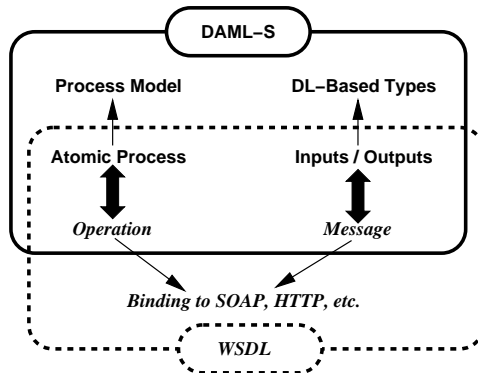 DAML–S
Process Model DL–Based Types
Atomic Process Inputs / Outputs
Operation Message
Binding to SOAP, HTTP, etc.
WSDL